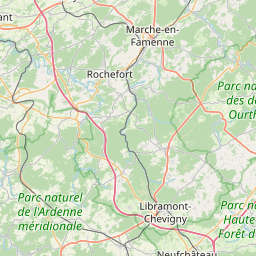 nant
Marche-en-
Famenne
Rochefort
Parc na
des de
Ourth
Parc naturel
de l'Ardenne
méridionale
Libramont-
Chevigny
Parc
Haute-
Forêt d
Neufchâteau